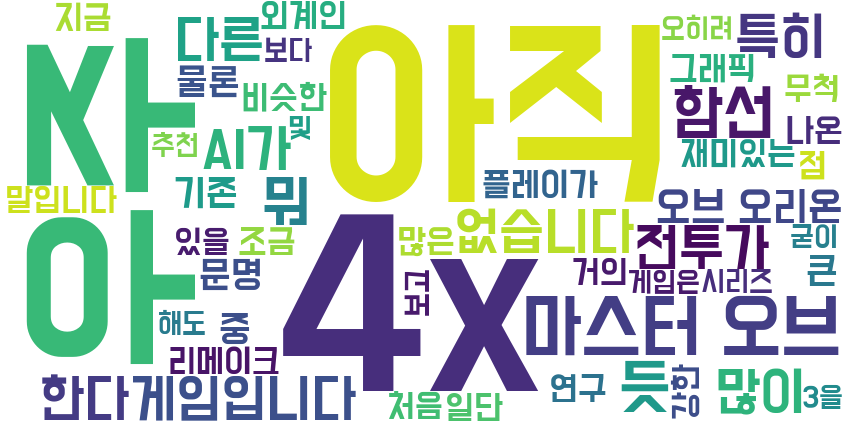 지금
외계인
다른
보다
물론
비슷한
및
추천
AI가
기존
뭐
말입니다
사
아
아직
4x
오히려
특히
그래픽
무척
함선
나온
재미있는
점
플레이가
오브 오리온
많은
없습니다
전투가
굳이
있을
조금
문명
보고
거의
게임은
시리즈
큰
해도
중
마스터 오브
리메이크
한다
게임입니다
처음
일단
연구
듯
강한
많이
3을